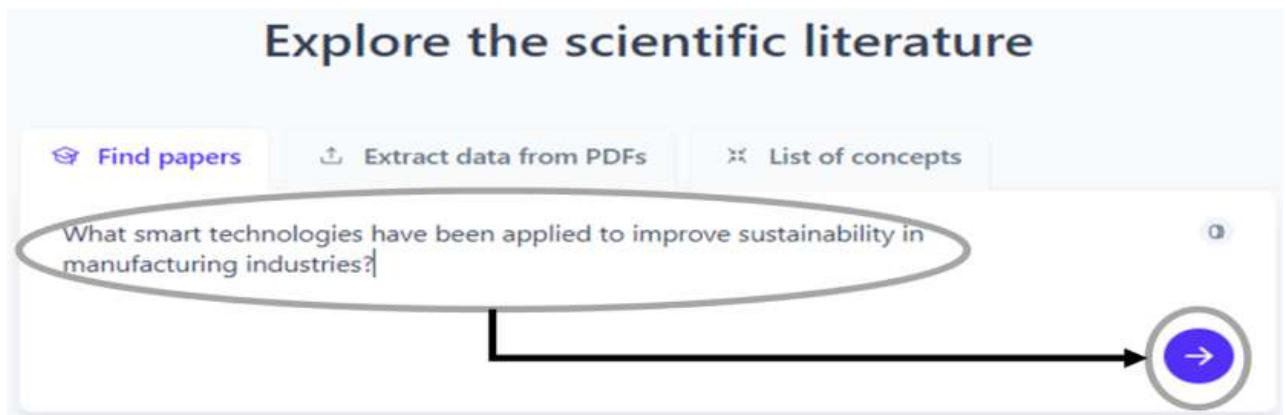 Explore the scientific literature
Find papers
Extract data from PDFs
List of concepts
What smart technologies have been applied to improve sustainability in
manufacturing industries?